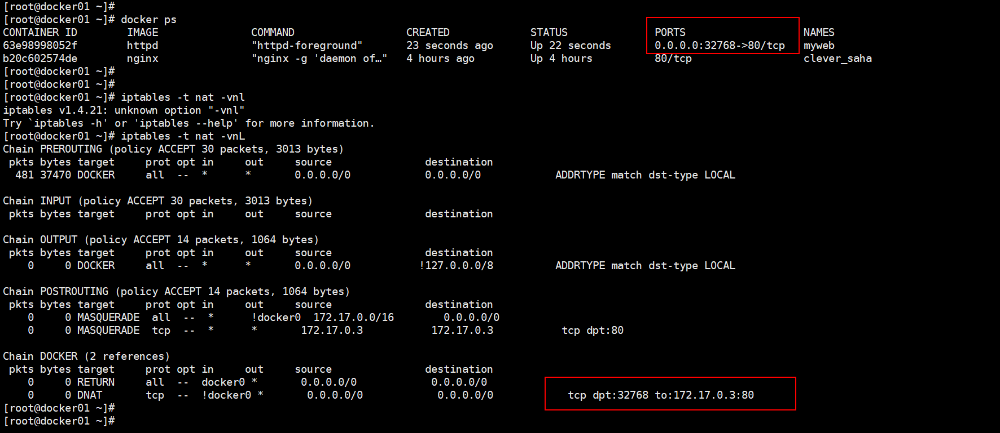 [root@docker01 ~]#
[root@docker01 ~]# docker ps
CONTAINER ID        IMAGE               COMMAND                  CREATED             STATUS              PORTS                   NAMES
63e98998052f        httpd               "httpd-foreground"       23 seconds ago      Up 22 seconds       0.0.0.0:32768->80/tcp   myweb
b20c602574de        nginx               "nginx -g 'daemon of…"   4 hours ago         Up 4 hours          80/tcp                  clever_saha
[root@docker01 ~]#
[root@docker01 ~]#
[root@docker01 ~]# iptables -t nat -vnl
iptables v1.4.21: unknown option "-vnl"
Try `iptables -h' or 'iptables --help' for more information.
[root@docker01 ~]# iptables -t nat -vnL
Chain PREROUTING (policy ACCEPT 30 packets, 3013 bytes)
 pkts bytes target     prot opt in     out     source               destination
  481 37470 DOCKER     all  --  *      *       0.0.0.0/0            0.0.0.0/0            ADDRTYPE match dst-type LOCAL

Chain INPUT (policy ACCEPT 30 packets, 3013 bytes)
 pkts bytes target     prot opt in     out     source               destination

Chain OUTPUT (policy ACCEPT 14 packets, 1064 bytes)
 pkts bytes target     prot opt in     out     source               destination
    0     0 DOCKER     all  --  *      *       0.0.0.0/0           !127.0.0.0/8          ADDRTYPE match dst-type LOCAL

Chain POSTROUTING (policy ACCEPT 14 packets, 1064 bytes)
 pkts bytes target     prot opt in     out     source               destination
    0     0 MASQUERADE  all  --  *      !docker0  172.17.0.0/16        0.0.0.0/0
    0     0 MASQUERADE  tcp  --  *      *       172.17.0.3           172.17.0.3           tcp dpt:80

Chain DOCKER (2 references)
 pkts bytes target     prot opt in     out     source               destination
    0     0 RETURN     all  --  docker0 *       0.0.0.0/0            0.0.0.0/0
    0     0 DNAT       tcp  --  !docker0 *       0.0.0.0/0            0.0.0.0/0            tcp dpt:32768 to:172.17.0.3:80
[root@docker01 ~]#
[root@docker01 ~]#